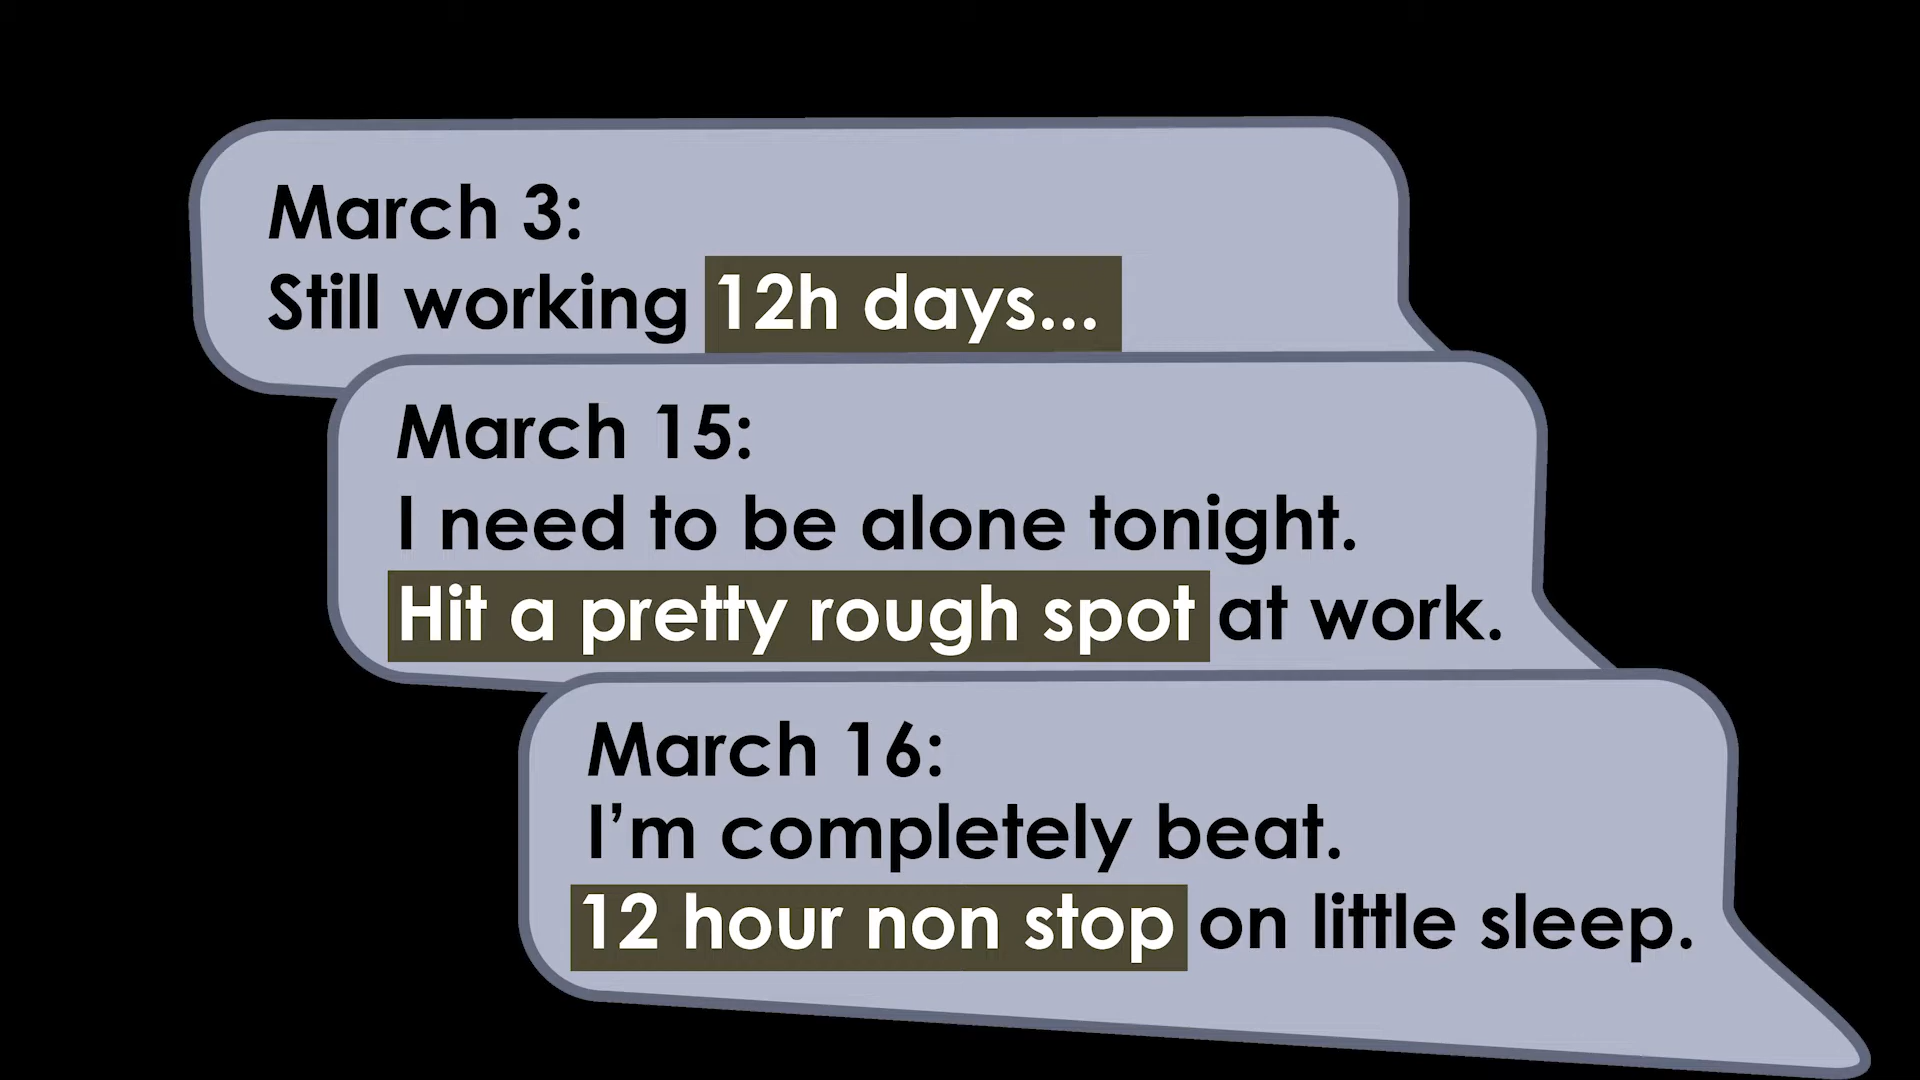 March 3:
Still working 12h days...
March 15:
I need to be alone tonight.
Hit a pretty rough spot at work.
March 16:
I’m completely beat.
12 hour non stop on little sleep.